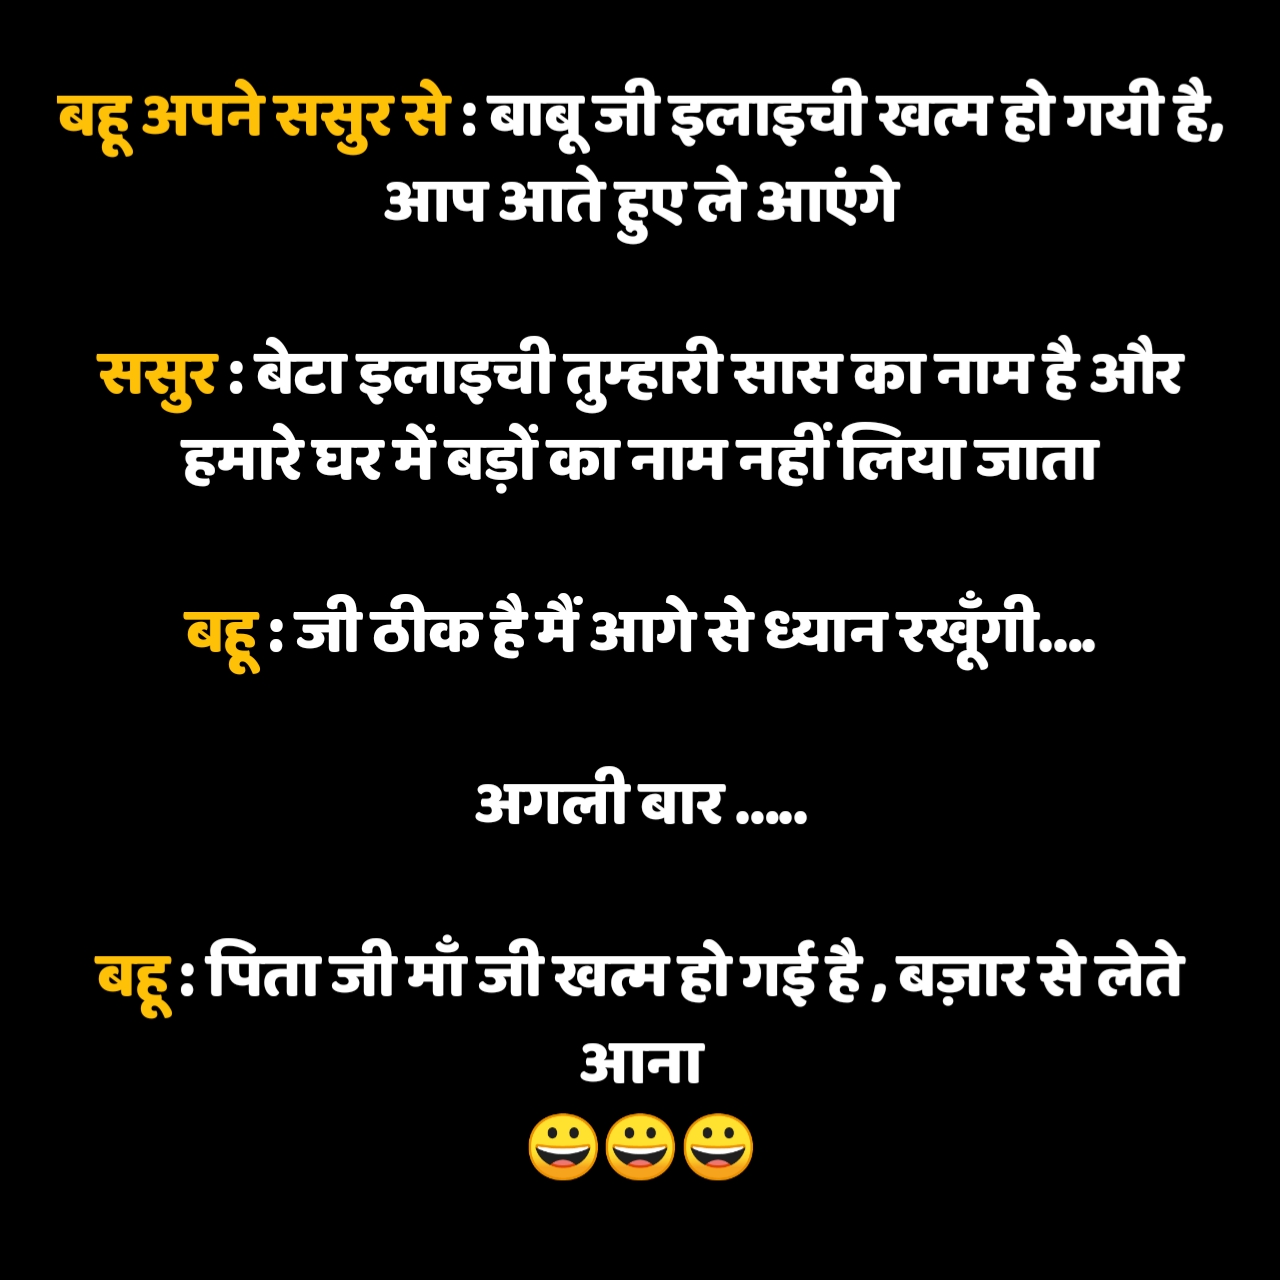 बहू अपने ससुर से : बाबू जी इलाइची खत्म हो गयी है,
आप आते हुए ले आएंगे
ससुर : बेटा इलाइची तुम्हारी सास का नाम है और
हमारे घर में बड़ों का नाम नहीं लिया जाता
बहू : जी ठीक है मैं आगे से ध्यान रखूँगी....
अगली बार .....
बहू : पिता जी माँ जी खत्म हो गई है , बज़ार से लेते
आना
😀😀😀